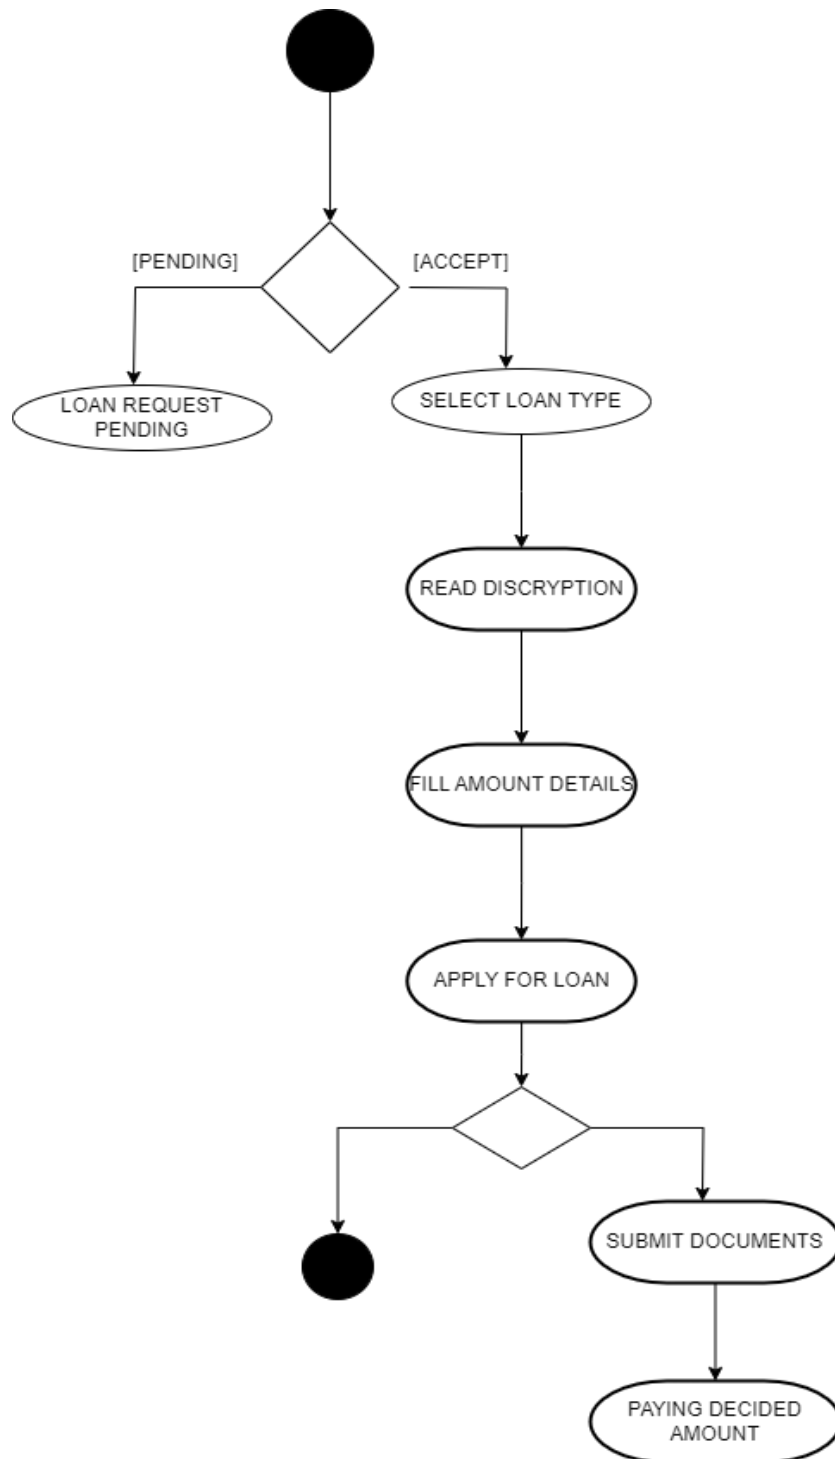 [PENDING]
[ACCEPT]
LOAN REQUEST
PENDING
SELECT LOAN TYPE
READ DISCRYPTION
FILL AMOUNT DETAILS
APPLY FOR LOAN
SUBMIT DOCUMENTS
PAYING DECIDED
AMOUNT